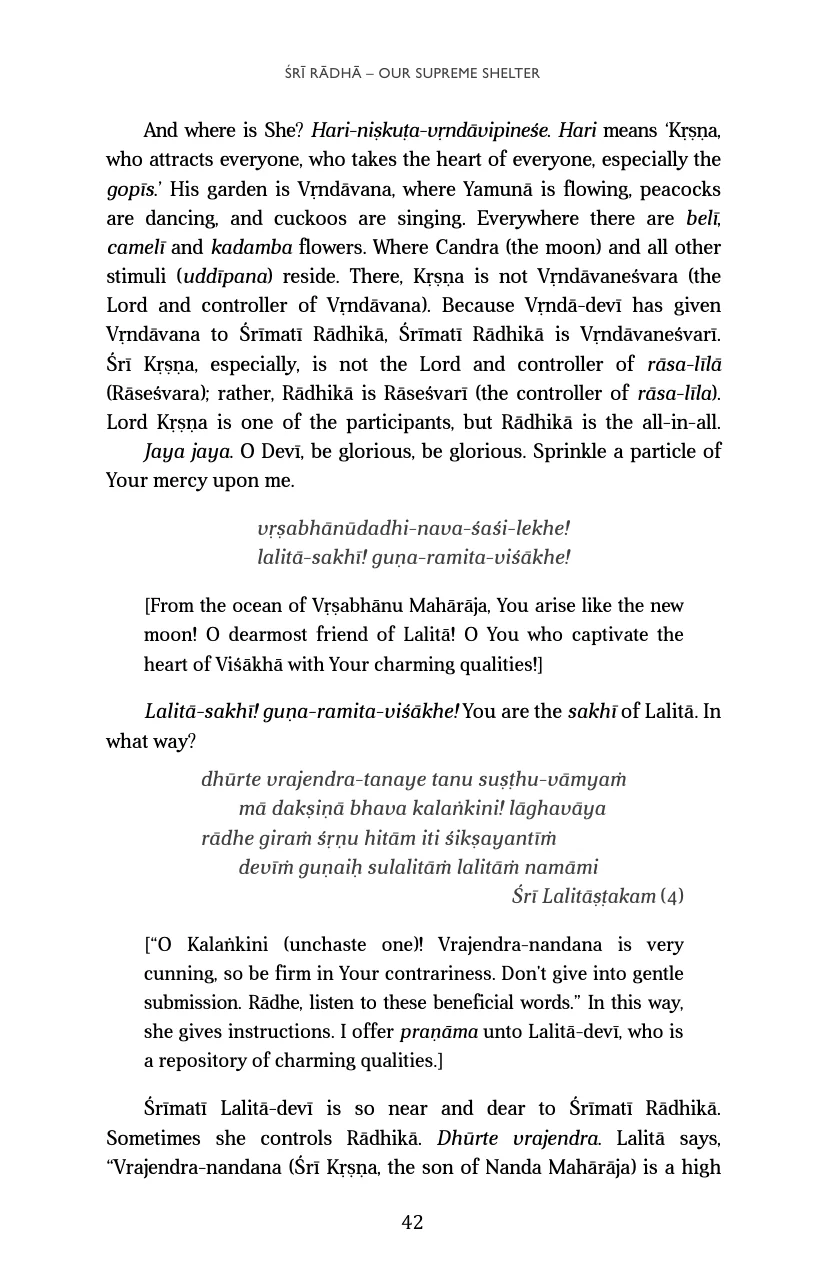 ŚRĪ RĀDHĀ – OUR SUPREME SHELTER
And where is She? Hari-niṣkuṭa-vṛndāvipineśe. Hari means ‘Kṛṣṇa,
who attracts everyone, who takes the heart of everyone, especially the
gopīs.’ His garden is Vṛndāvana, where Yamunā is flowing, peacocks
are dancing, and cuckoos are singing. Everywhere there are belī,
camelī and kadamba flowers. Where Candra (the moon) and all other
stimuli (uddīpana) reside. There, Kṛṣṇa is not Vṛndāvaneśvara (the
Lord and controller of Vṛndāvana). Because Vṛndā-devī has given
Vṛndāvana to Śrīmatī Rādhikā, Śrīmatī Rādhikā is Vṛndāvaneśvarī.
Śrī Kṛṣṇa, especially, is not the Lord and controller of rāsa-līlā
(Rāseśvara); rather, Rādhikā is Rāseśvarī (the controller of rāsa-līla).
Lord Kṛṣṇa is one of the participants, but Rādhikā is the all-in-all.
Jaya jaya. O Devī, be glorious, be glorious. Sprinkle a particle of
Your mercy upon me.
vṛṣabhānūdadhi-nava-śaśi-lekhe!
lalitā-sakhī! guṇa-ramita-viśākhe!
[From the ocean of Vṛṣabhānu Mahārāja, You arise like the new
moon! O dearmost friend of Lalitā! O You who captivate the
heart of Viśākhā with Your charming qualities!]
Lalitā-sakhī! guṇa-ramita-viśākhe! You are the sakhī of Lalitā. In
what way?
dhūrte vrajendra-tanaye tanu suṣṭhu-vāmyaṁ
mā dakṣiṇā bhava kalaṅkini! lāghavāya
rādhe giraṁ śṛṇu hitām iti śikṣayantīṁ
devīṁ guṇaiḥ sulalitāṁ lalitāṁ namāmi
Śrī Lalitāṣṭakam (4)
[“O Kalaṅkini (unchaste one)! Vrajendra-nandana is very
cunning, so be firm in Your contrariness. Don’t give into gentle
submission. Rādhe, listen to these beneficial words.” In this way,
she gives instructions. I offer praṇāma unto Lalitā-devī, who is
a repository of charming qualities.]
Śrīmatī Lalitā-devī is so near and dear to Śrīmatī Rādhikā.
Sometimes she controls Rādhikā. Dhūrte vrajendra. Lalitā says,
“Vrajendra-nandana (Śrī Kṛṣṇa, the son of Nanda Mahārāja) is a high
42